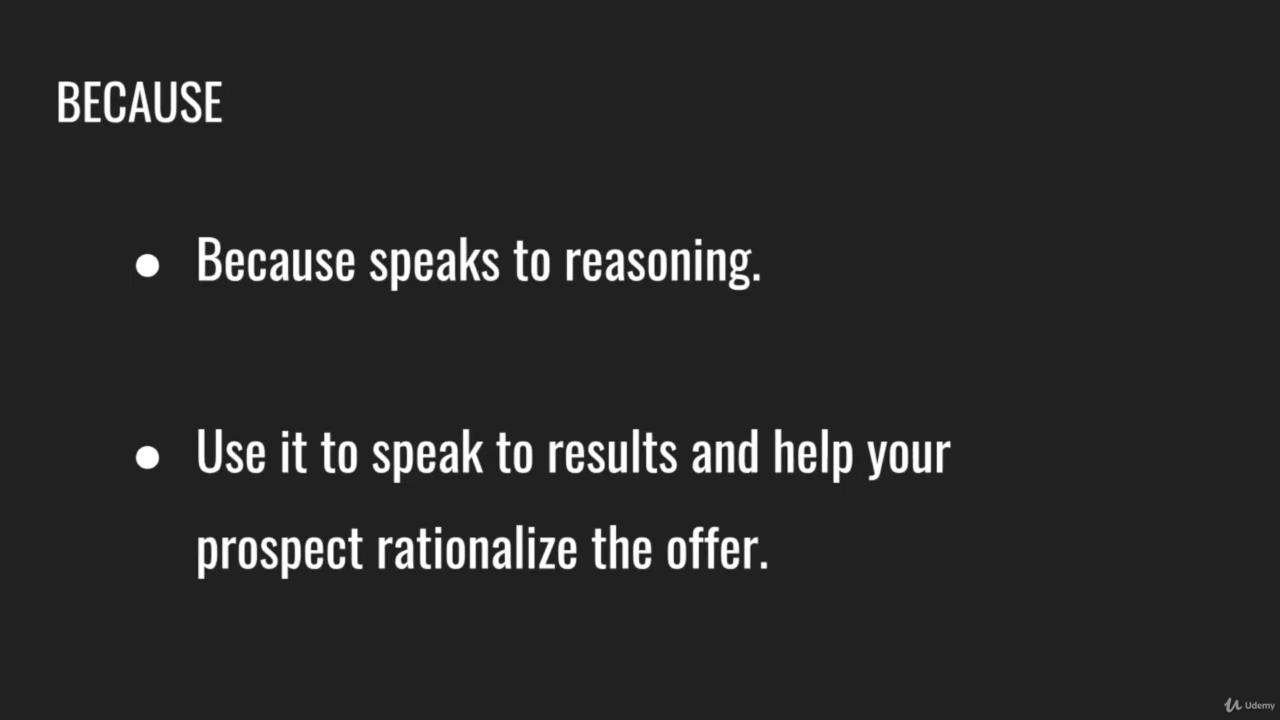 BECAUSE
● Because speaks to reasoning.
● Use it to speak to results and help your
prospect rationalize the offer.
Udemy